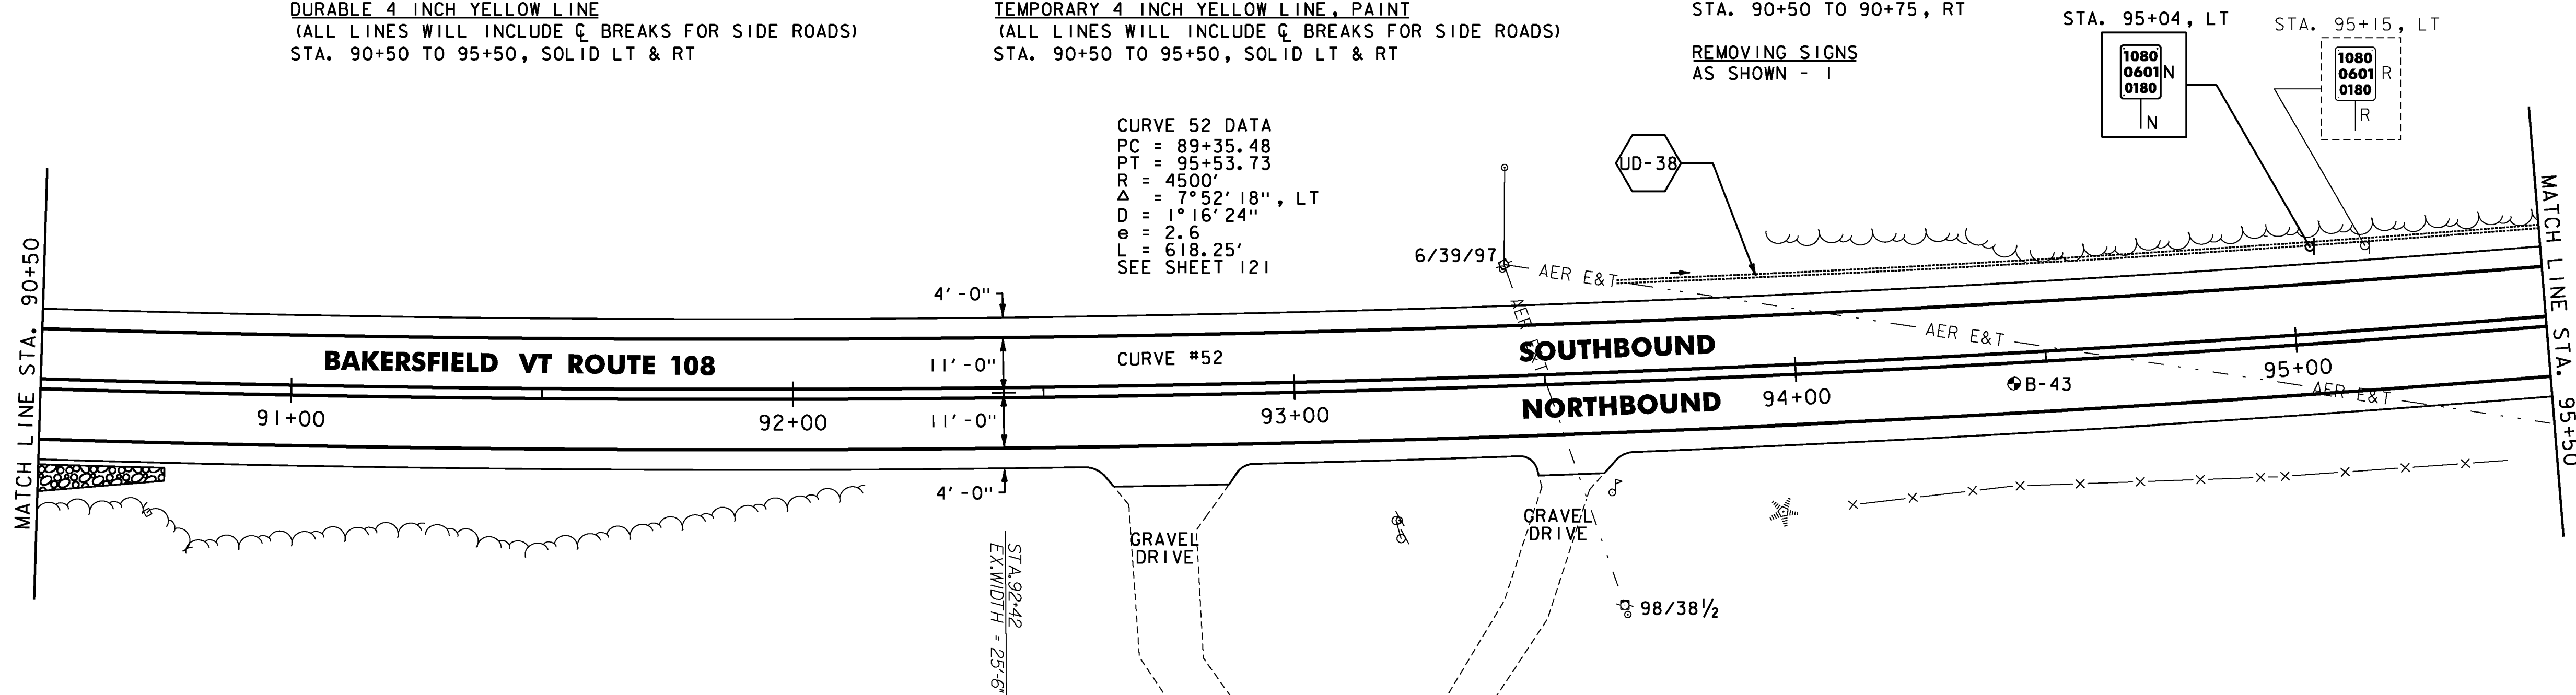 DURABLE 4 INCH YELLOW LINE
(ALL LINES WILL INCLUDE ℄ BREAKS FOR SIDE ROADS)
STA. 90+50 TO 95+50, SOLID LT & RT
TEMPORARY 4 INCH YELLOW LINE, PAINT
(ALL LINES WILL INCLUDE ℄ BREAKS FOR SIDE ROADS)
STA. 90+50 TO 95+50, SOLID LT & RT
STA. 90+50 TO 90+75, RT
REMOVING SIGNS
AS SHOWN - 1
STA. 95+04, LT
1080
0601 N
0180
N
STA. 95+15, LT
1080
0601 R
0180
R
CURVE 52 DATA
PC = 89+35.48
PT = 95+53.73
R = 4500'
Δ = 7°52'18", LT
D = 1°16'24"
e = 2.6
L = 618.25'
SEE SHEET 121
UD-38
6/39/97
AER E&T
AER E&T
AER E&T
AER E&T
MATCH LINE STA. 90+50
MATCH LINE STA. 95+50
4'-0"
BAKERSFIELD VT ROUTE 108
11'-0"
CURVE #52
SOUTHBOUND
11'-0"
NORTHBOUND
91+00
92+00
93+00
94+00
95+00
B-43
4'-0"
GRAVEL
DRIVE
GRAVEL
DRIVE
STA.92+42
EX.WIDTH = 25'-6"
98/38½